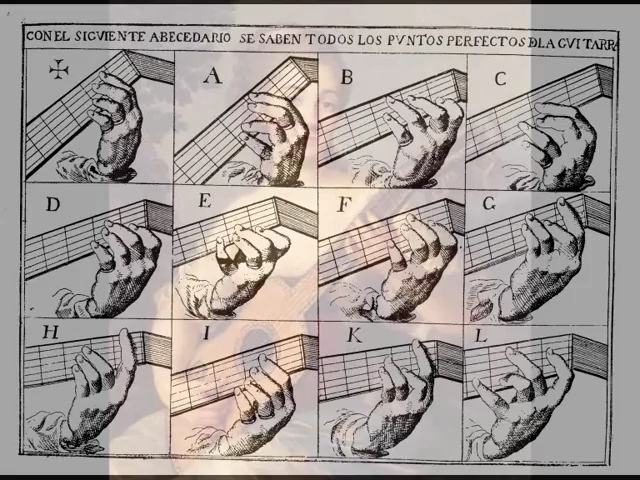 CON EL SIGVIENTE ABECEDARIO SE SABEN TODOS LOS PVNTOS PERFECTOS DLA GVITARRA
A B C
D E F G
H I K L